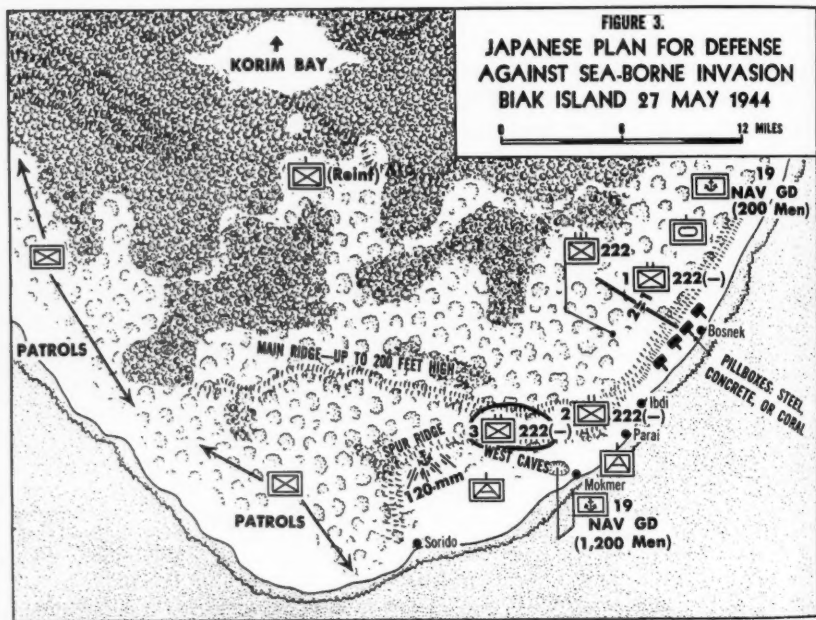 FIGURE 3.
JAPANESE PLAN FOR DEFENSE
AGAINST SEA-BORNE INVASION
BIAK ISLAND 27 MAY 1944
0 6 12 MILES
KORIM BAY
(Reinf)
19
NAV GD
(200 Men)
222
1 222(—)
2
1
Bosnek
PILLBOXES: STEEL,
CONCRETE, OR CORAL
PATROLS
MAIN RIDGE—UP TO 200 FEET HIGH
Ibdi
2 222(—)
3 222(—)
Parai
SPUR RIDGE
WEST CAVES
120-mm
Mokmer
19
NAV GD
(1,200 Men)
PATROLS
Sorido